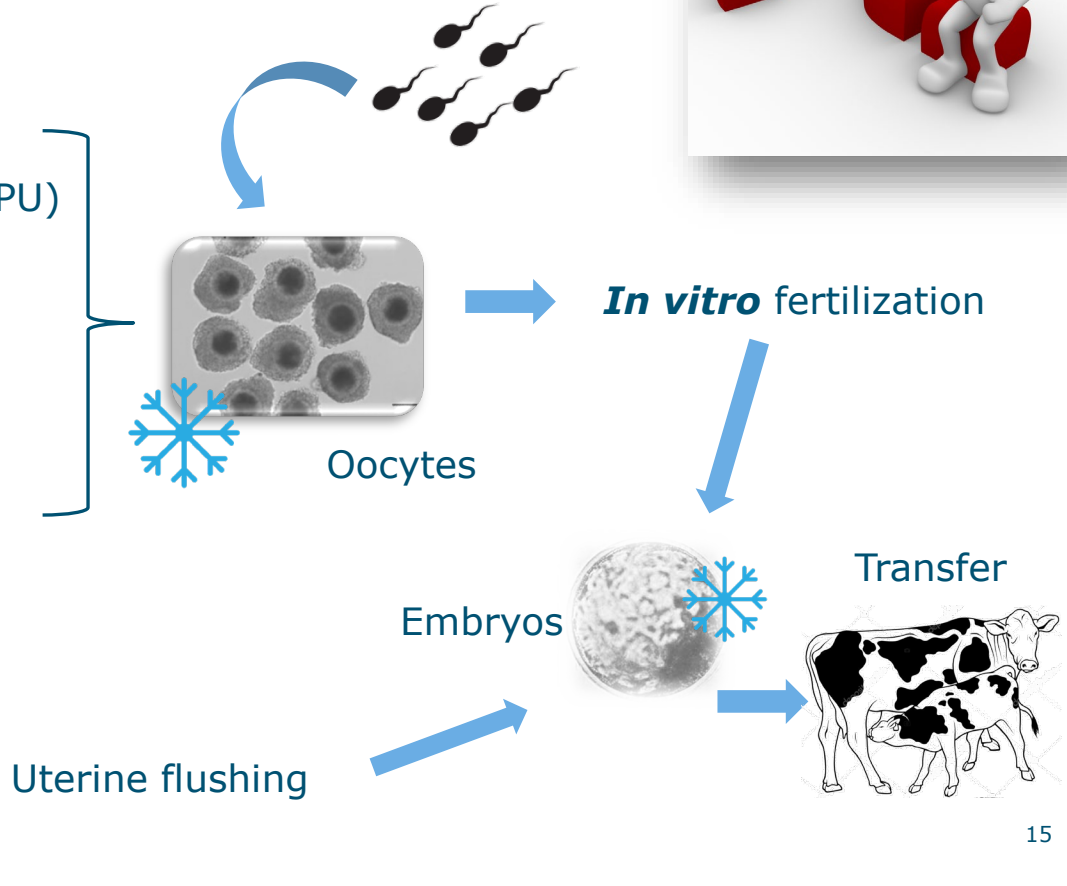 PU)
In vitro fertilization
Oocytes
Transfer
Embryos
Uterine flushing
15